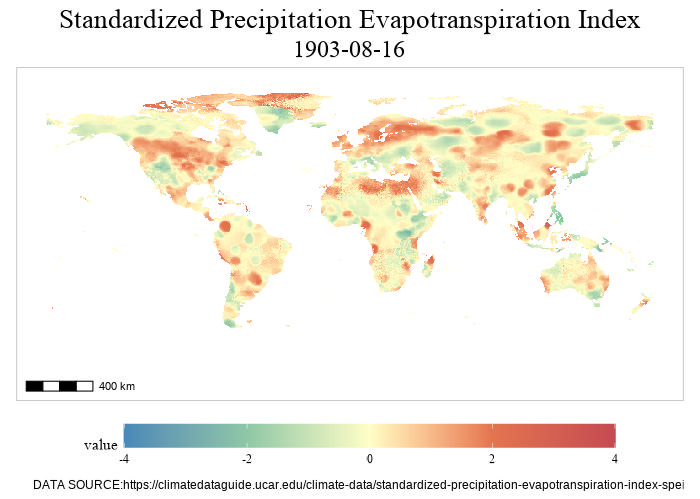 Standardized Precipitation Evapotranspiration Index
1903-08-16
400 km
value
-4 -2 0 2 4
DATA SOURCE:https://climatedataguide.ucar.edu/climate-data/standardized-precipitation-evapotranspiration-index-spei